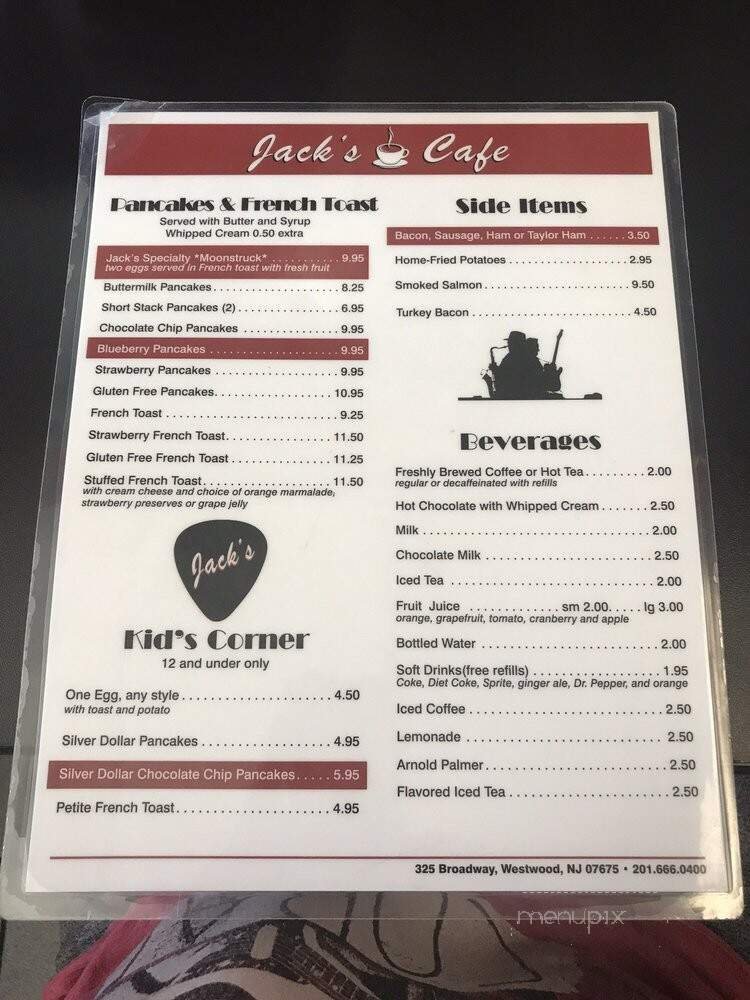 Jack's Cafe
Pancakes & French Toast
Served with Butter and Syrup
Whipped Cream 0.50 extra
Jack's Specialty *Moonstruck* . . . . . . . . . . . 9.95
two eggs served in French toast with fresh fruit
Buttermilk Pancakes. . . . . . . . . . . . . . . . . . . . 8.25
Short Stack Pancakes (2) . . . . . . . . . . . . . . . . 6.95
Chocolate Chip Pancakes . . . . . . . . . . . . . . . 9.95
Blueberry Pancakes . . . . . . . . . . . . . . . . . . . . 9.95
Strawberry Pancakes . . . . . . . . . . . . . . . . . . . 9.95
Gluten Free Pancakes. . . . . . . . . . . . . . . . . . 10.95
French Toast . . . . . . . . . . . . . . . . . . . . . . . . . . 9.25
Strawberry French Toast. . . . . . . . . . . . . . . . 11.50
Gluten Free French Toast . . . . . . . . . . . . . . . 11.25
Stuffed French Toast. . . . . . . . . . . . . . . . . . . 11.50
with cream cheese and choice of orange marmalade,
strawberry preserves or grape jelly
Jack's
Kid's Corner
12 and under only
One Egg, any style . . . . . . . . . . . . . . . . . . . . . . 4.50
with toast and potato
Silver Dollar Pancakes . . . . . . . . . . . . . . . . . . . 4.95
Silver Dollar Chocolate Chip Pancakes. . . . . 5.95
Petite French Toast. . . . . . . . . . . . . . . . . . . . . . 4.95
Side Items
Bacon, Sausage, Ham or Taylor Ham . . . . . . 3.50
Home-Fried Potatoes . . . . . . . . . . . . . . . . . . . . 2.95
Smoked Salmon . . . . . . . . . . . . . . . . . . . . . . . . 9.50
Turkey Bacon . . . . . . . . . . . . . . . . . . . . . . . . . . 4.50
Beverages
Freshly Brewed Coffee or Hot Tea . . . . . . . . . 2.00
regular or decaffeinated with refills
Hot Chocolate with Whipped Cream . . . . . . . 2.50
Milk . . . . . . . . . . . . . . . . . . . . . . . . . . . . . . . . . . 2.00
Chocolate Milk . . . . . . . . . . . . . . . . . . . . . . . . . 2.50
Iced Tea . . . . . . . . . . . . . . . . . . . . . . . . . . . . . . 2.00
Fruit Juice . . . . . . . . . . . . . sm 2.00. . . . . lg 3.00
orange, grapefruit, tomato, cranberry and apple
Bottled Water . . . . . . . . . . . . . . . . . . . . . . . . . . 2.00
Soft Drinks(free refills) . . . . . . . . . . . . . . . . . . 1.95
Coke, Diet Coke, Sprite, ginger ale, Dr. Pepper, and orange
Iced Coffee . . . . . . . . . . . . . . . . . . . . . . . . . . . . 2.50
Lemonade . . . . . . . . . . . . . . . . . . . . . . . . . . . . 2.50
Arnold Palmer . . . . . . . . . . . . . . . . . . . . . . . . . 2.50
Flavored Iced Tea . . . . . . . . . . . . . . . . . . . . . . 2.50
325 Broadway, Westwood, NJ 07675 • 201.666.0400
menupix